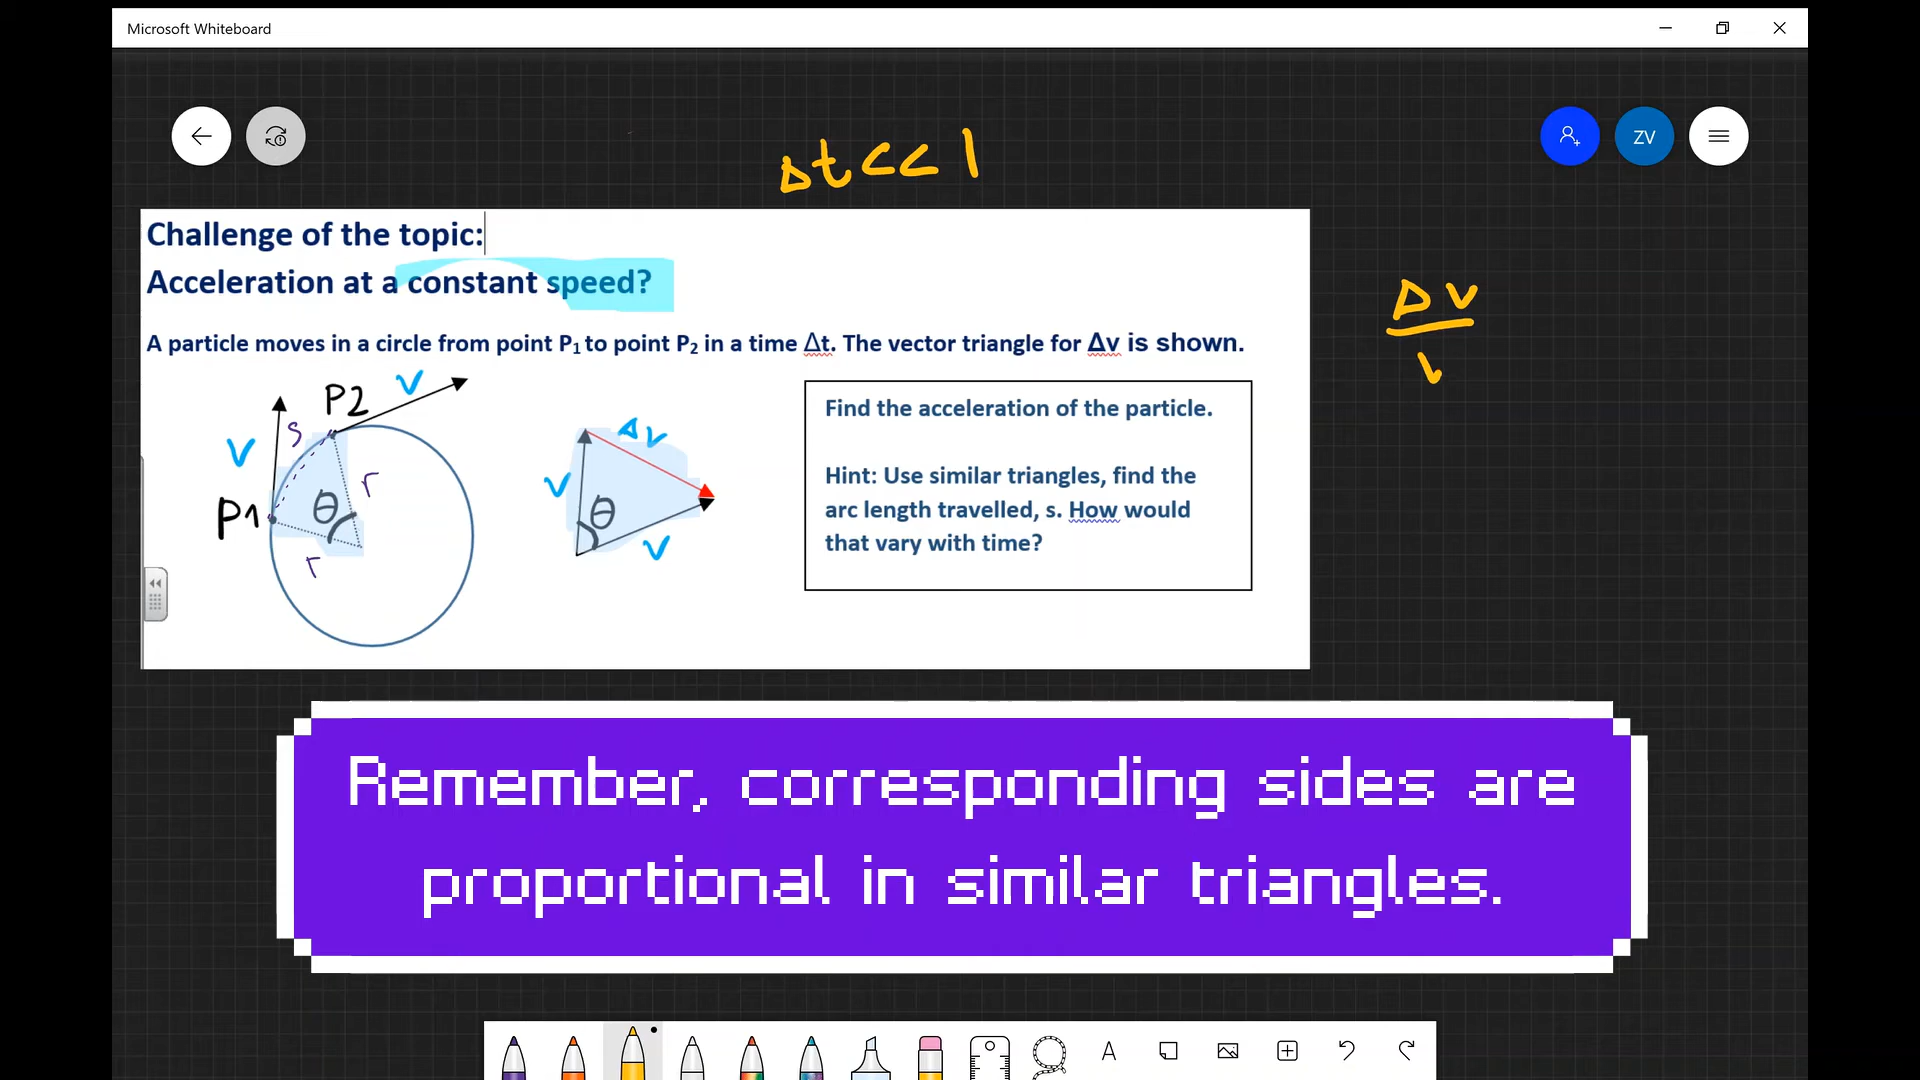 Microsoft Whiteboard
ZV
Δt << 1
Challenge of the topic:
Acceleration at a constant speed?
A particle moves in a circle from point P1 to point P2 in a time Δt. The vector triangle for Δv is shown.
Δv
P2
v
s
v
r
P1
θ
r
Δv
v
θ
v
Find the acceleration of the particle.
Hint: Use similar triangles, find the
arc length travelled, s. How would
that vary with time?
Remember, corresponding sides are
proportional in similar triangles.
A